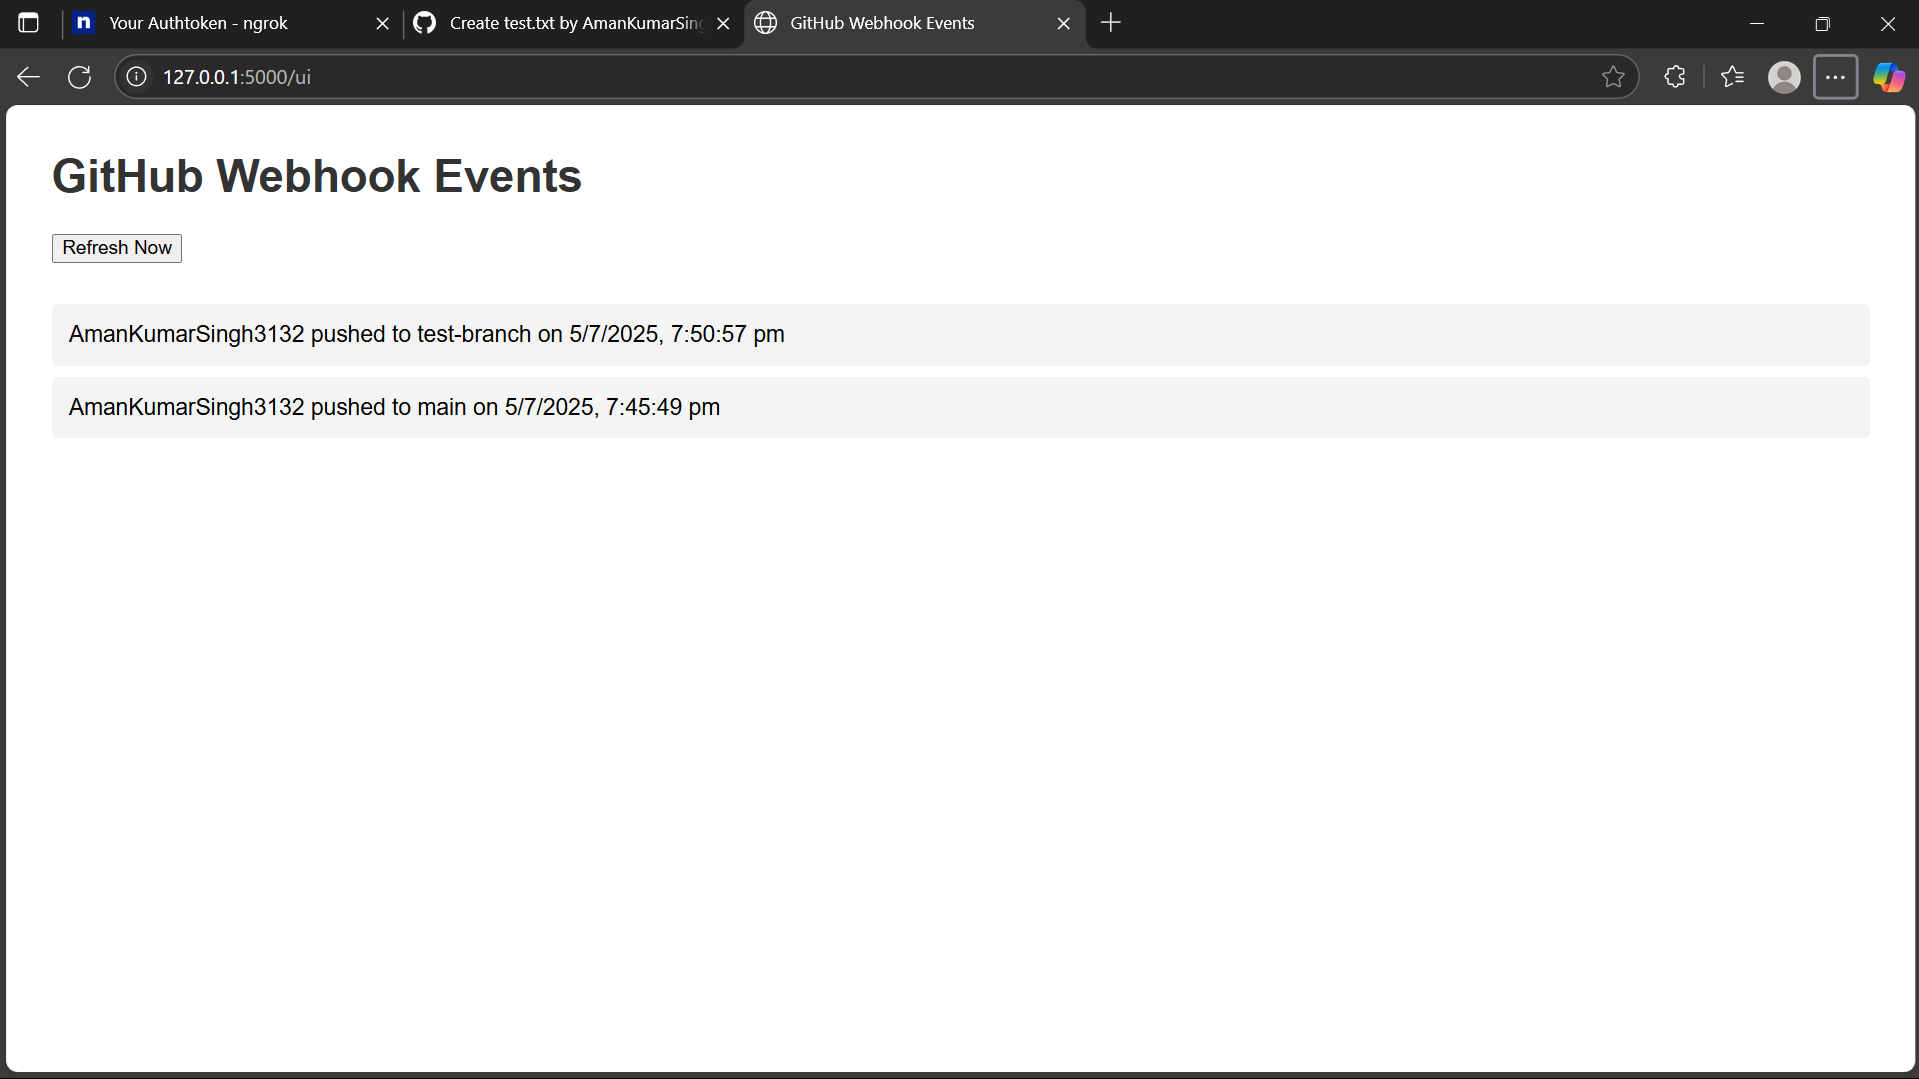 n Your Authtoken - ngrok
Create test.txt by AmanKumarSin
GitHub Webhook Events
127.0.0.1:5000/ui
GitHub Webhook Events
Refresh Now
AmanKumarSingh3132 pushed to test-branch on 5/7/2025, 7:50:57 pm
AmanKumarSingh3132 pushed to main on 5/7/2025, 7:45:49 pm